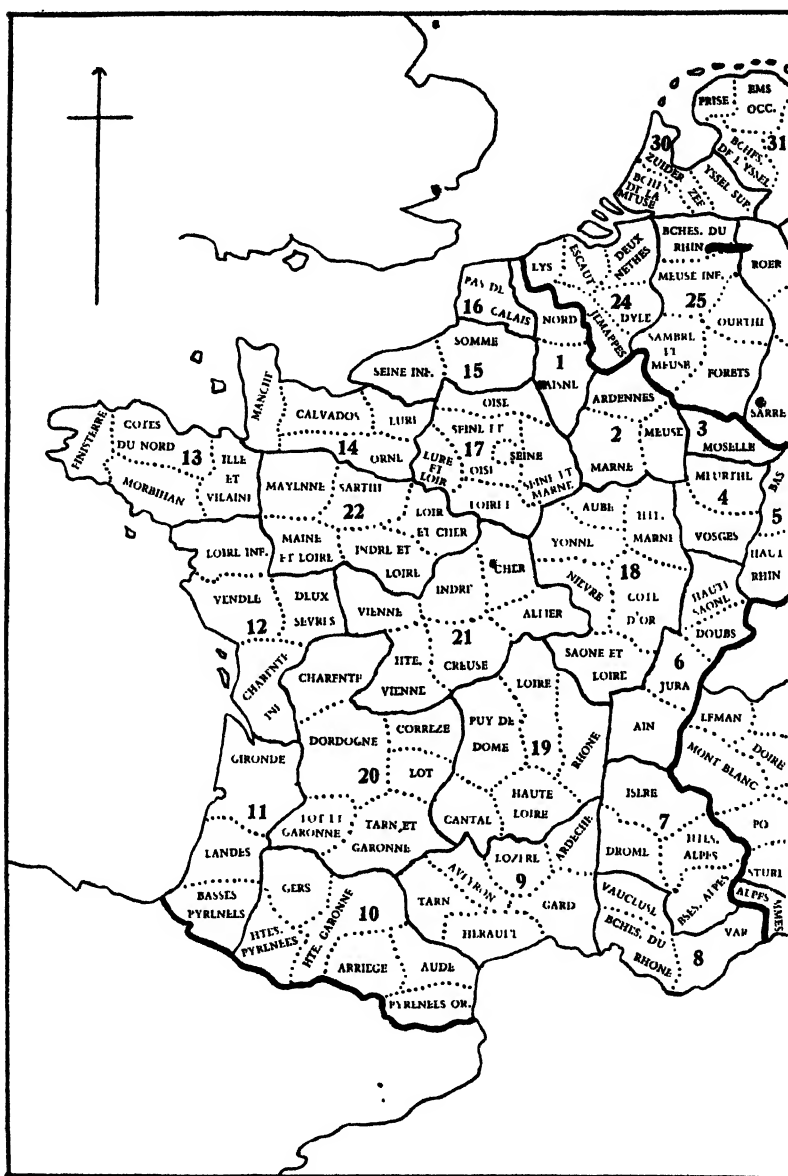 FRISE
EMS
OCC.
30
31
BCHES.
DE L'YSSEL
ZUIDER
ZEE
BCHES.
DE LA
MEUSE
YSSEL SUP.
BCHES. DU
RHIN
ROER
LYS
ESCAUT
DEUX
NETHES
MEUSE INF.
24
25
PAS DE
CALAIS
16
NORD
JEMAPPES
DYLE
OURTHE
SAMBRE
ET
MEUSE
FORETS
SARRE
SOMME
SEINE INF.
15
1
AISNE
ARDENNES
3
MOSELLE
2
MEUSE
MARNE
MANCHE
CALVADOS
EURE
14
ORNE
OISE
SEINE ET
OISE
17
SEINE
EURE
ET
LOIR
SEINE ET
MARNE
LOIRET
MEURTHE
4
VOSGES
BAS
5
HAUT
RHIN
FINISTERRE
COTES
DU NORD
13
ILLE
ET
VILAINE
MORBIHAN
MAYENNE
SARTHE
22
LOIR
ET CHER
MAINE
ET LOIRE
INDRE ET
LOIRE
AUBE
HTE.
MARNE
YONNE
18
NIEVRE
COTE
D'OR
HAUTE
SAONE
DOUBS
LOIRE INF.
VENDEE
DEUX
SEVRES
12
VIENNE
INDRE
CHER
ALLIER
21
CREUSE
HTE.
VIENNE
SAONE ET
LOIRE
6
JURA
CHARENTE
INF.
CHARENTE
LOIRE
AIN
LEMAN
DOIRE
MONT BLANC
PUY DE
DOME
19
RHONE
CORREZE
DORDOGNE
GIRONDE
20
LOT
HAUTE
LOIRE
CANTAL
ISERE
7
PO
11
LOT ET
GARONNE
TARN ET
GARONNE
ARDECHE
DROME
HTES.
ALPES
STURE
LANDES
LOZERE
9
AVEYRON
BSES. ALPES
ALPES
MMES
BASSES
PYRENEES
GERS
10
TARN
GARD
VAUCLUSE
HTES.
PYRENEES
HTE. GARONNE
HERAULT
BCHES. DU
RHONE
VAR
8
ARRIEGE
AUDE
PYRENEES OR.